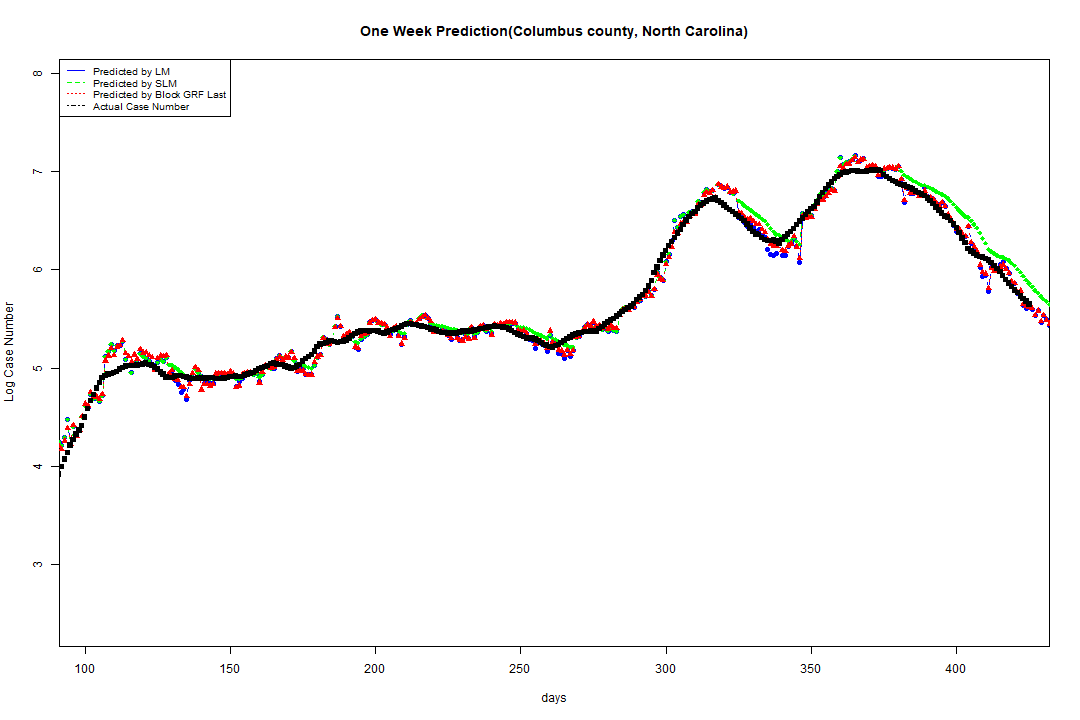 One Week Prediction(Columbus county, North Carolina)
Predicted by LM
Predicted by SLM
Predicted by Block GRF Last
Actual Case Number
8
7
6
5
4
3
Log Case Number
100 150 200 250 300 350 400
days